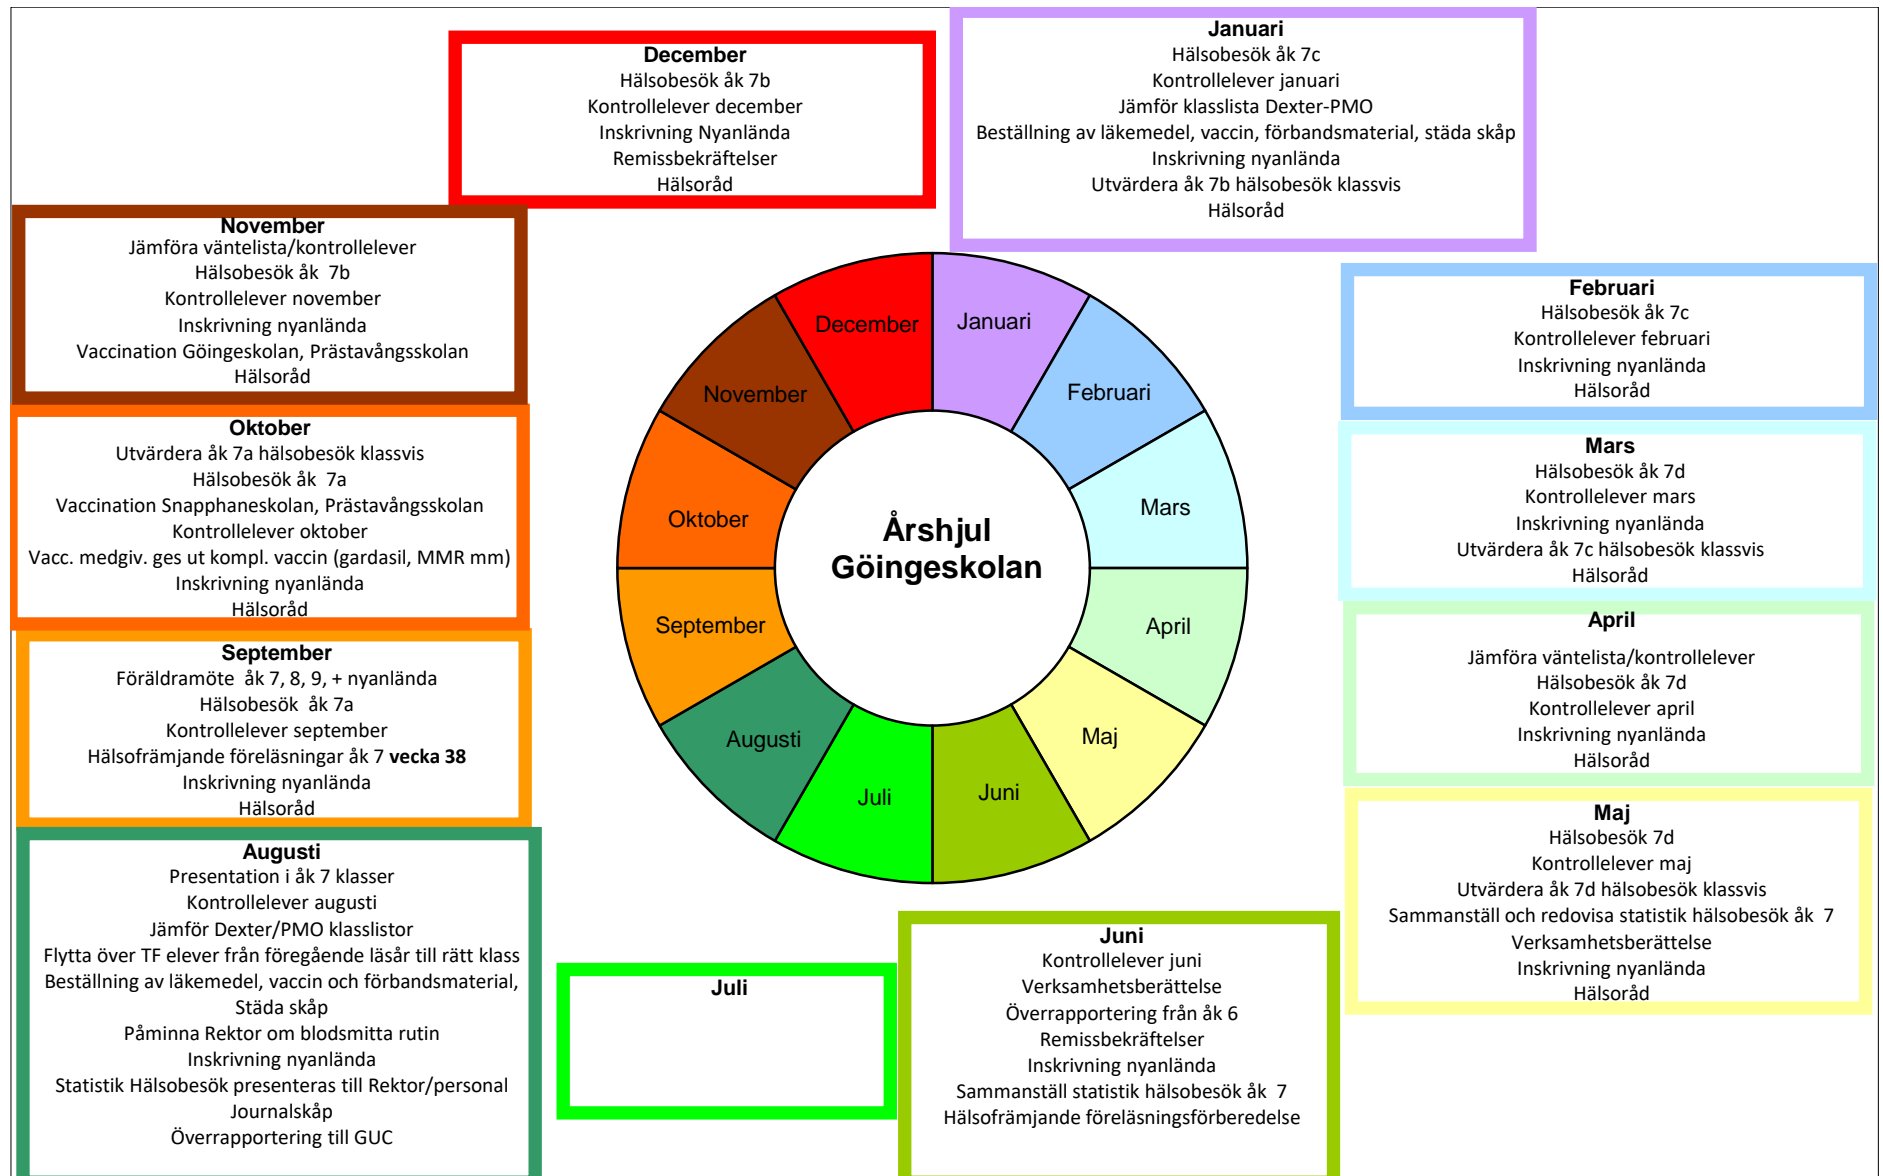 December
Hälsobesök åk 7b
Kontrollelever december
Inskrivning Nyanlända
Remissbekräftelser
Hälsoråd
Januari
Hälsobesök åk 7c
Kontrollelever januari
Jämför klasslista Dexter-PMO
Beställning av läkemedel, vaccin, förbandsmaterial, städa skåp
Inskrivning nyanlända
Utvärdera åk 7b hälsobesök klassvis
Hälsoråd
November
Jämföra väntelista/kontrollelever
Hälsobesök åk 7b
Kontrollelever november
Inskrivning nyanlända
Vaccination Göingeskolan, Prästavångsskolan
Hälsoråd
Februari
Hälsobesök åk 7c
Kontrollelever februari
Inskrivning nyanlända
Hälsoråd
Oktober
Utvärdera åk 7a hälsobesök klassvis
Hälsobesök åk 7a
Vaccination Snapphaneskolan, Prästavångsskolan
Kontrollelever oktober
Vacc. medgiv. ges ut kompl. vaccin (gardasil, MMR mm)
Inskrivning nyanlända
Hälsoråd
Mars
Hälsobesök åk 7d
Kontrollelever mars
Inskrivning nyanlända
Utvärdera åk 7c hälsobesök klassvis
Hälsoråd
September
Föräldramöte åk 7, 8, 9, + nyanlända
Hälsobesök åk 7a
Kontrollelever september
Hälsofrämjande föreläsningar åk 7 vecka 38
Inskrivning nyanlända
Hälsoråd
April
Jämföra väntelista/kontrollelever
Hälsobesök åk 7d
Kontrollelever april
Inskrivning nyanlända
Hälsoråd
Augusti
Presentation i åk 7 klasser
Kontrollelever augusti
Jämför Dexter/PMO klasslistor
Flytta över TF elever från föregående läsår till rätt klass
Beställning av läkemedel, vaccin och förbandsmaterial,
Städa skåp
Påminna Rektor om blodsmitta rutin
Inskrivning nyanlända
Statistik Hälsobesök presenteras till Rektor/personal
Journalskåp
Överrapportering till GUC
Juli
Juni
Kontrollelever juni
Verksamhetsberättelse
Överrapportering från åk 6
Remissbekräftelser
Inskrivning nyanlända
Sammanställ statistik hälsobesök åk 7
Hälsofrämjande föreläsningsförberedelse
Maj
Hälsobesök 7d
Kontrollelever maj
Utvärdera åk 7d hälsobesök klassvis
Sammanställ och redovisa statistik hälsobesök åk 7
Verksamhetsberättelse
Inskrivning nyanlända
Hälsoråd
Årshjul
Göingeskolan
Januari
Februari
Mars
April
Maj
Juni
Juli
Augusti
September
Oktober
November
December